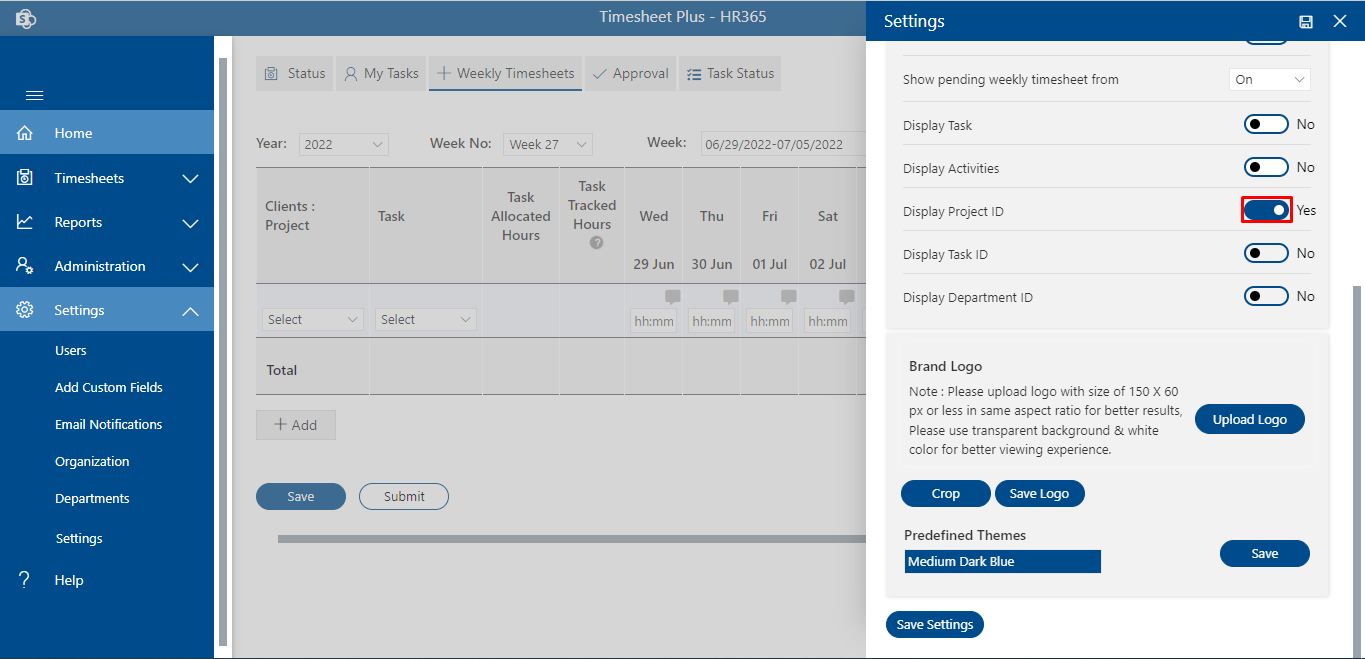 Timesheet Plus - HR365
Settings
Home
Timesheets
Reports
Administration
Settings
Users
Add Custom Fields
Email Notifications
Organization
Departments
Settings
? Help
Status
My Tasks
Weekly Timesheets
Approval
Task Status
Year: 2022 Week No: Week 27 Week: 06/29/2022-07/05/2022
Clients :
Project
Task
Task
Allocated
Hours
Task
Tracked
Hours
?
Wed
29 Jun
Thu
30 Jun
Fri
01 Jul
Sat
02 Jul
Select Select hh:mm hh:mm hh:mm hh:mm
Total
+ Add
Save Submit
Show pending weekly timesheet from On
Display Task No
Display Activities No
Display Project ID Yes
Display Task ID No
Display Department ID No
Brand Logo
Note : Please upload logo with size of 150 X 60
px or less in same aspect ratio for better results,
Please use transparent background & white
color for better viewing experience.
Upload Logo
Crop Save Logo
Predefined Themes
Medium Dark Blue
Save
Save Settings